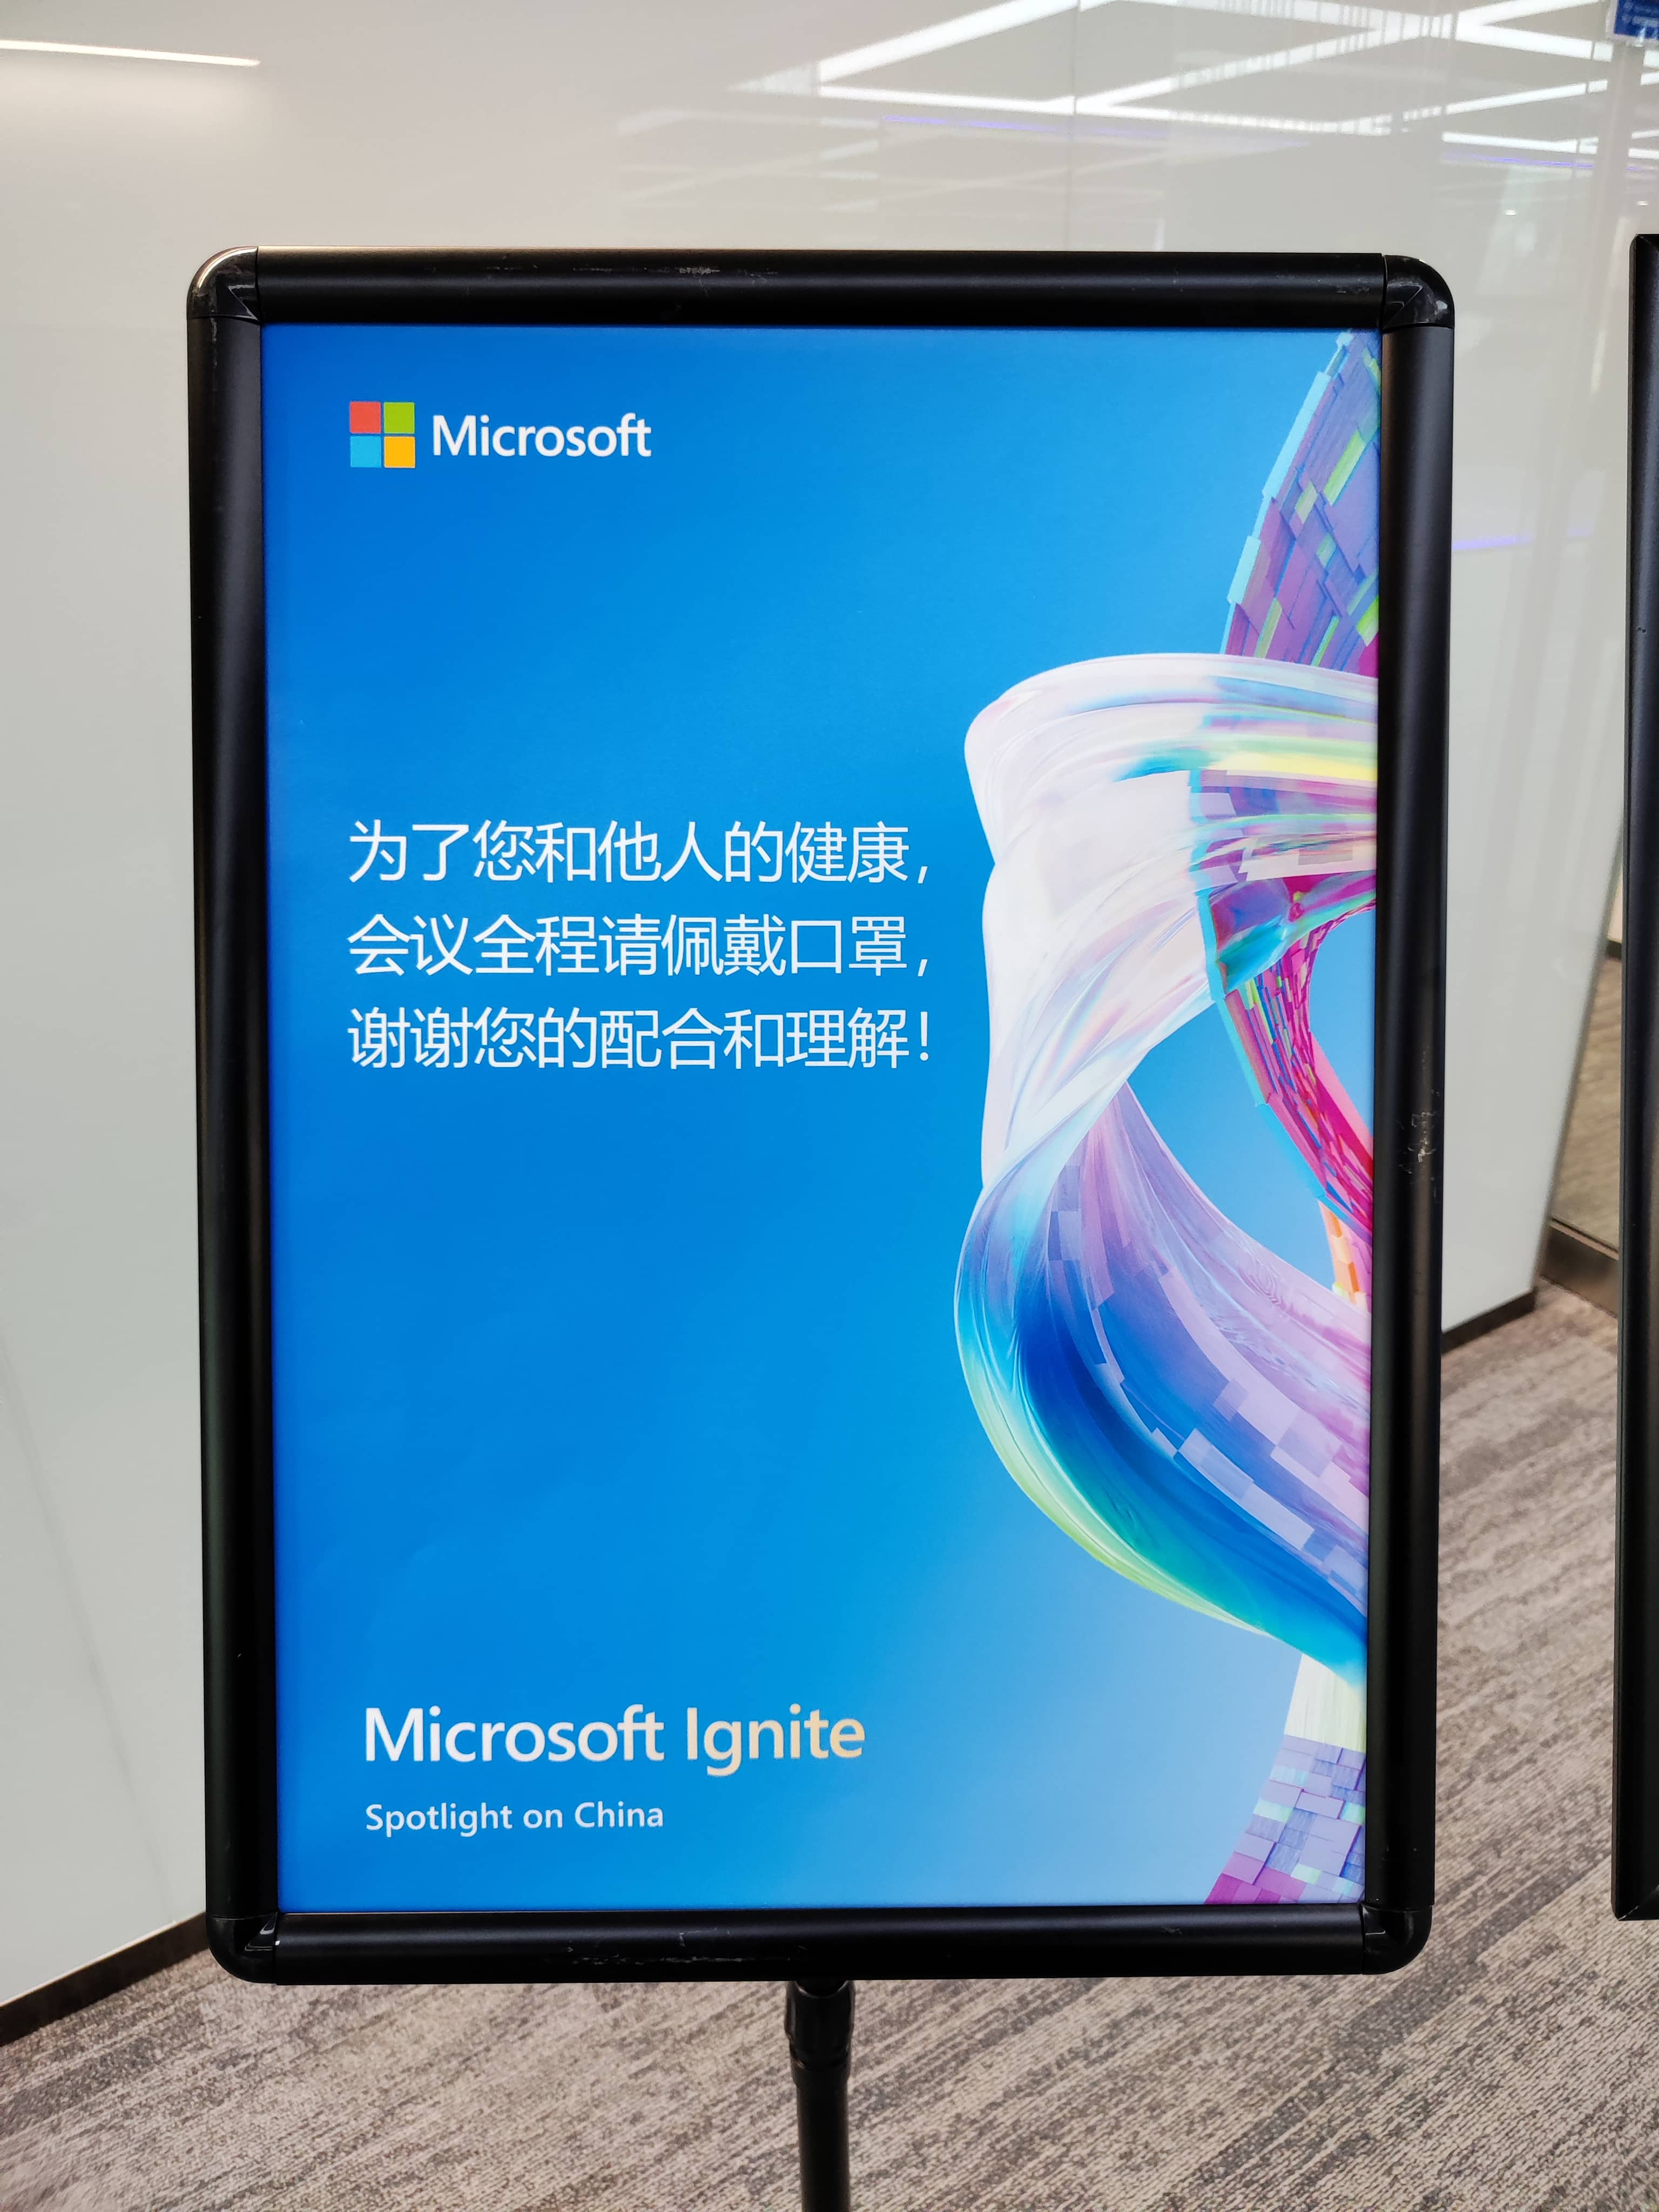 Microsoft
为了您和他人的健康，
会议全程请佩戴口罩，
谢谢您的配合和理解！
Microsoft Ignite
Spotlight on China